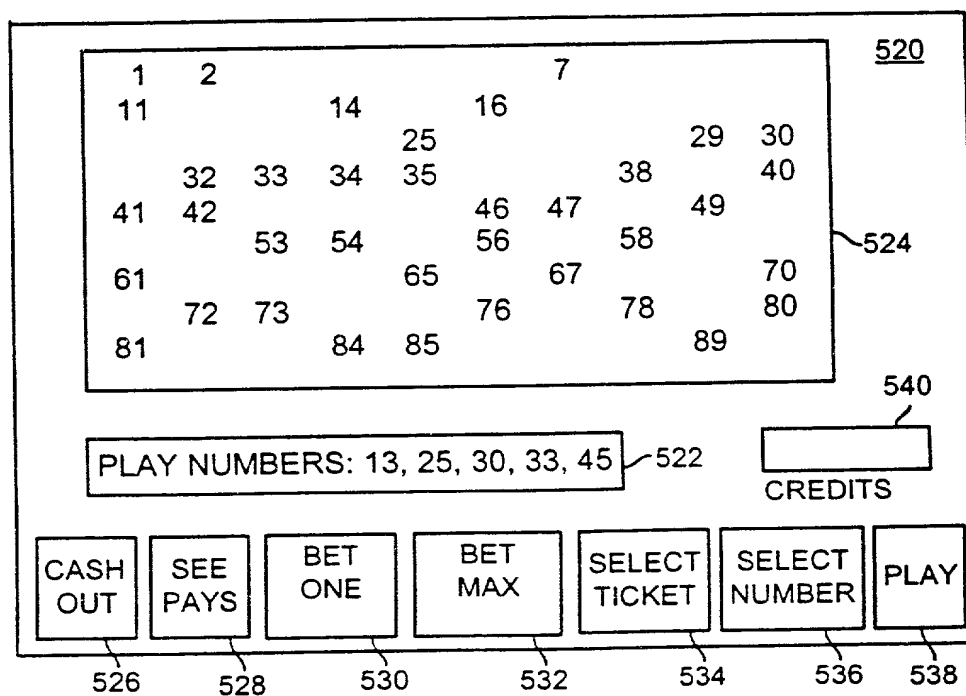 520
1 2 7
11 14 16
25 29 30
32 33 34 35 38 40
41 42 46 47 49
53 54 56 58
524
61 65 67 70
72 73 76 78 80
81 84 85 89
540
PLAY NUMBERS: 13, 25, 30, 33, 45
522
CREDITS
CASH OUT
SEE PAYS
BET ONE
BET MAX
SELECT TICKET
SELECT NUMBER
PLAY
526 528 530 532 534 536 538